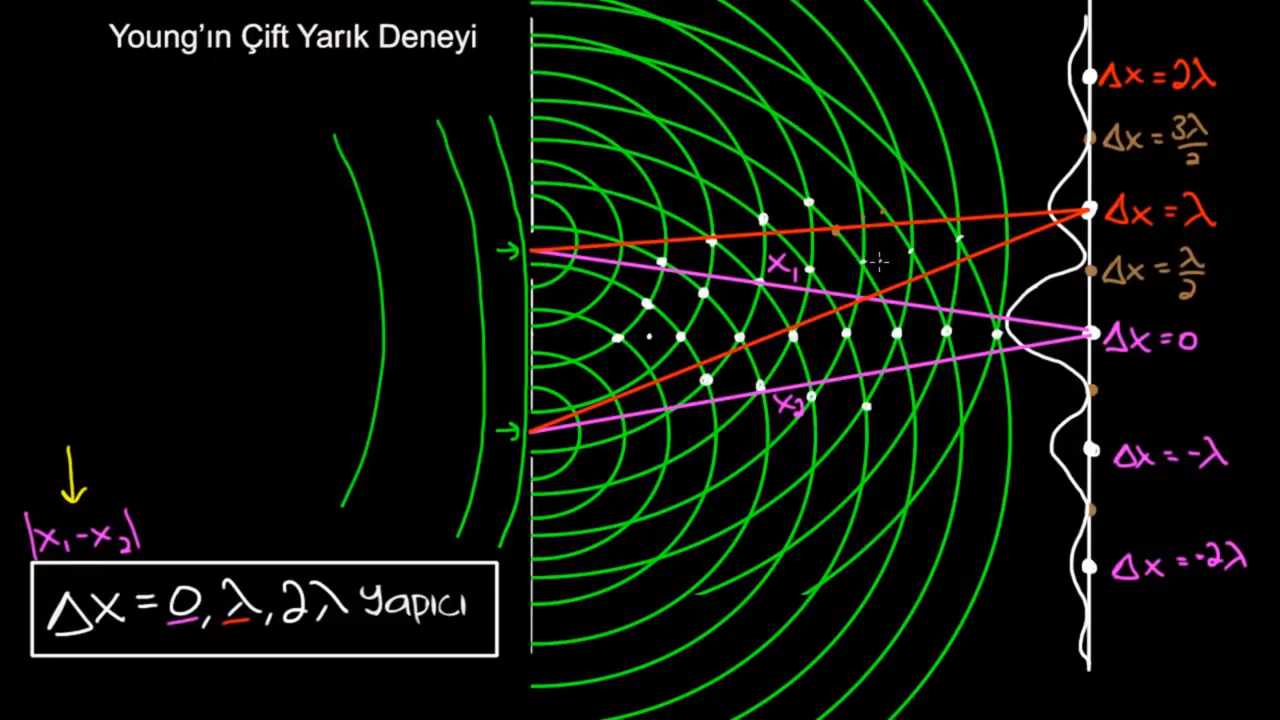 Young'ın Çift Yarık Deneyi
Δx = 2λ
Δx = 3λ/2
Δx = λ
Δx = λ/2
Δx = 0
x₁
x₂
Δx = -λ
Δx = -2λ
|x₁-x₂|
Δx = 0, λ, 2λ yapıcı